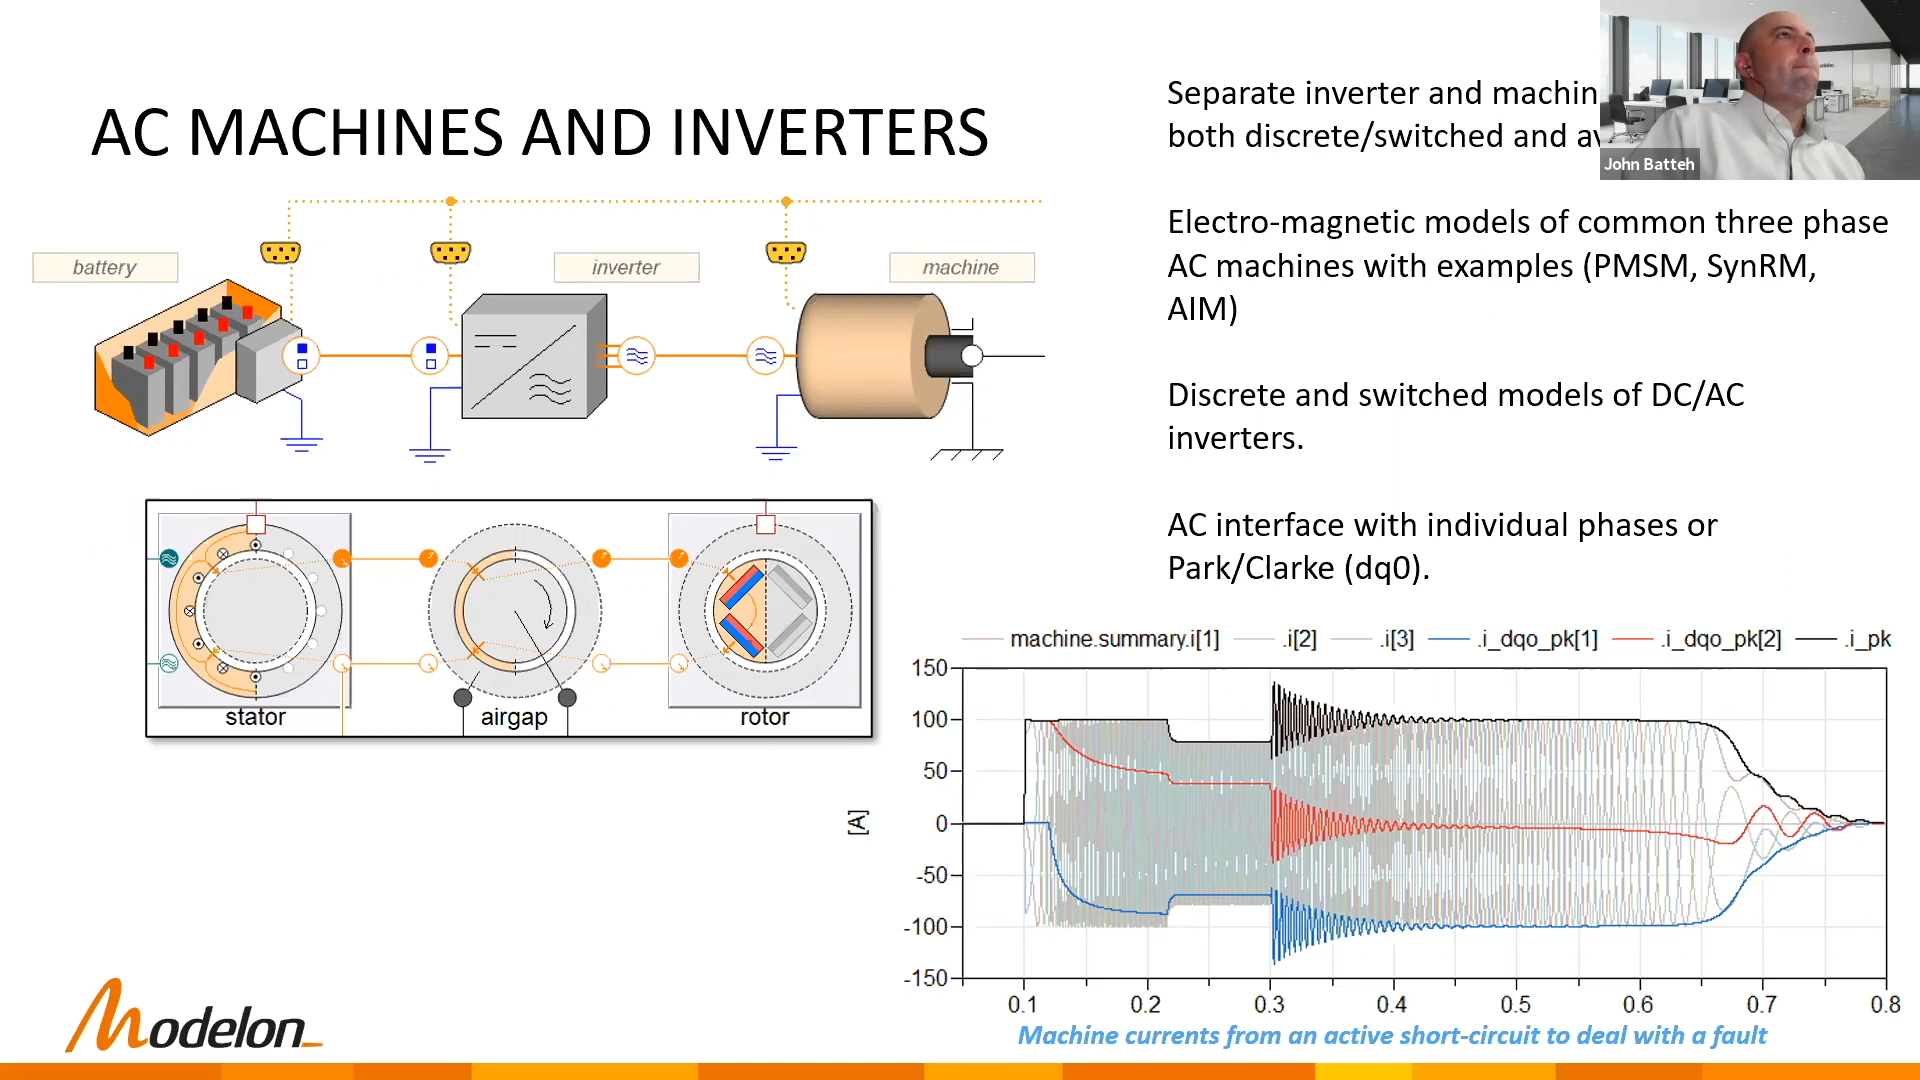 AC MACHINES AND INVERTERS
Separate inverter and machin
both discrete/switched and av
John Batteh
Electro-magnetic models of common three phase
AC machines with examples (PMSM, SynRM,
AIM)
Discrete and switched models of DC/AC
inverters.
AC interface with individual phases or
Park/Clarke (dq0).
battery
inverter
machine
stator
airgap
rotor
machine.summary.i[1] .i[2] .i[3] .i_dqo_pk[1] .i_dqo_pk[2] .i_pk
150
100
50
0
-50
-100
-150
[A]
0.1 0.2 0.3 0.4 0.5 0.6 0.7 0.8
Machine currents from an active short-circuit to deal with a fault
Modelon